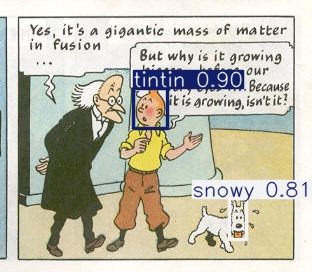 Yes, it's a gigantic mass of matter
in fusion
...
But why is it growing
our
Because
it is growing, isn't it?
tintin 0.90
snowy 0.81